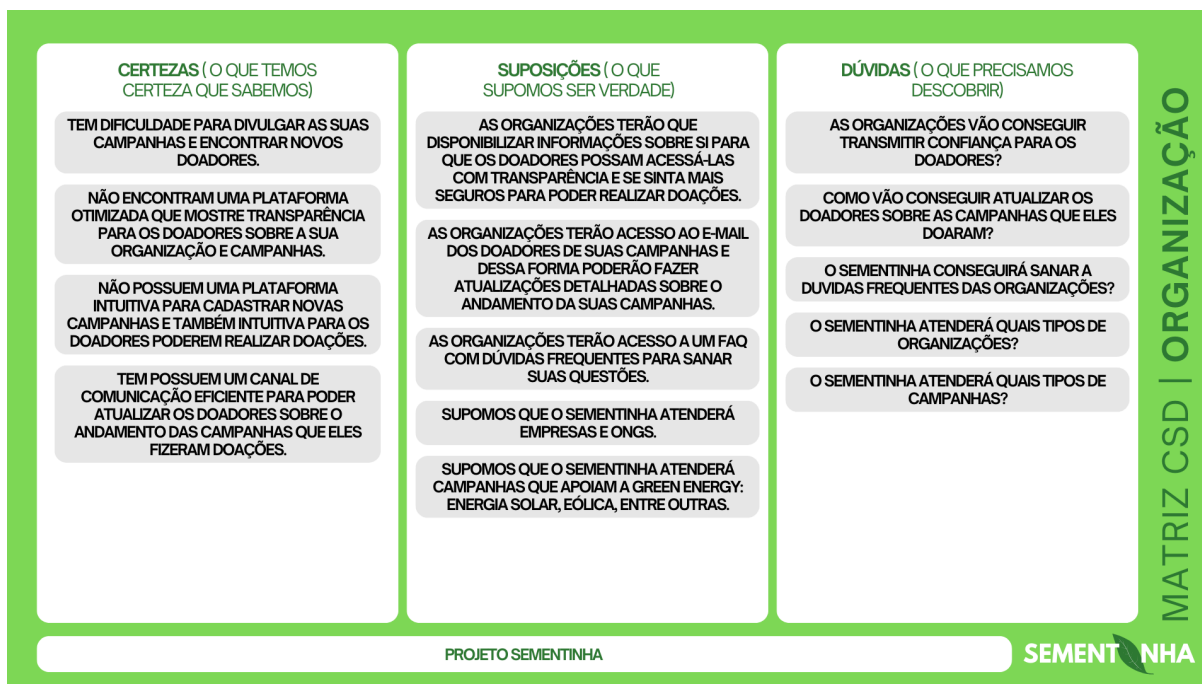 CERTEZAS ( O QUE TEMOS
CERTEZA QUE SABEMOS)
TEM DIFICULDADE PARA DIVULGAR AS SUAS
CAMPANHAS E ENCONTRAR NOVOS
DOADORES.
NÃO ENCONTRAM UMA PLATAFORMA
OTIMIZADA QUE MOSTRE TRANSPARÊNCIA
PARA OS DOADORES SOBRE A SUA
ORGANIZAÇÃO E CAMPANHAS.
NÃO POSSUEM UMA PLATAFORMA
INTUITIVA PARA CADASTRAR NOVAS
CAMPANHAS E TAMBÉM INTUITIVA PARA OS
DOADORES PODEREM REALIZAR DOAÇÕES.
TEM POSSUEM UM CANAL DE
COMUNICAÇÃO EFICIENTE PARA PODER
ATUALIZAR OS DOADORES SOBRE O
ANDAMENTO DAS CAMPANHAS QUE ELES
FIZERAM DOAÇÕES.
SUPOSIÇÕES ( O QUE
SUPOMOS SER VERDADE)
AS ORGANIZAÇÕES TERÃO QUE
DISPONIBILIZAR INFORMAÇÕES SOBRE SI PARA
QUE OS DOADORES POSSAM ACESSÁ-LAS
COM TRANSPARÊNCIA E SE SINTA MAIS
SEGUROS PARA PODER REALIZAR DOAÇÕES.
AS ORGANIZAÇÕES TERÃO ACESSO AO E-MAIL
DOS DOADORES DE SUAS CAMPANHAS E
DESSA FORMA PODERÃO FAZER
ATUALIZAÇÕES DETALHADAS SOBRE O
ANDAMENTO DA SUAS CAMPANHAS.
AS ORGANIZAÇÕES TERÃO ACESSO A UM FAQ
COM DÚVIDAS FREQUENTES PARA SANAR
SUAS QUESTÕES.
SUPOMOS QUE O SEMENTINHA ATENDERÁ
EMPRESAS E ONGS.
SUPOMOS QUE O SEMENTINHA ATENDERÁ
CAMPANHAS QUE APOIAM A GREEN ENERGY:
ENERGIA SOLAR, EÓLICA, ENTRE OUTRAS.
DÚVIDAS ( O QUE PRECISAMOS
DESCOBRIR)
AS ORGANIZAÇÕES VÃO CONSEGUIR
TRANSMITIR CONFIANÇA PARA OS
DOADORES?
COMO VÃO CONSEGUIR ATUALIZAR OS
DOADORES SOBRE AS CAMPANHAS QUE ELES
DOARAM?
O SEMENTINHA CONSEGUIRÁ SANAR A
DUVIDAS FREQUENTES DAS ORGANIZAÇÕES?
O SEMENTINHA ATENDERÁ QUAIS TIPOS DE
ORGANIZAÇÕES?
O SEMENTINHA ATENDERÁ QUAIS TIPOS DE
CAMPANHAS?
MATRIZ CSD | ORGANIZAÇÃO
PROJETO SEMENTINHA
SEMENTINHA